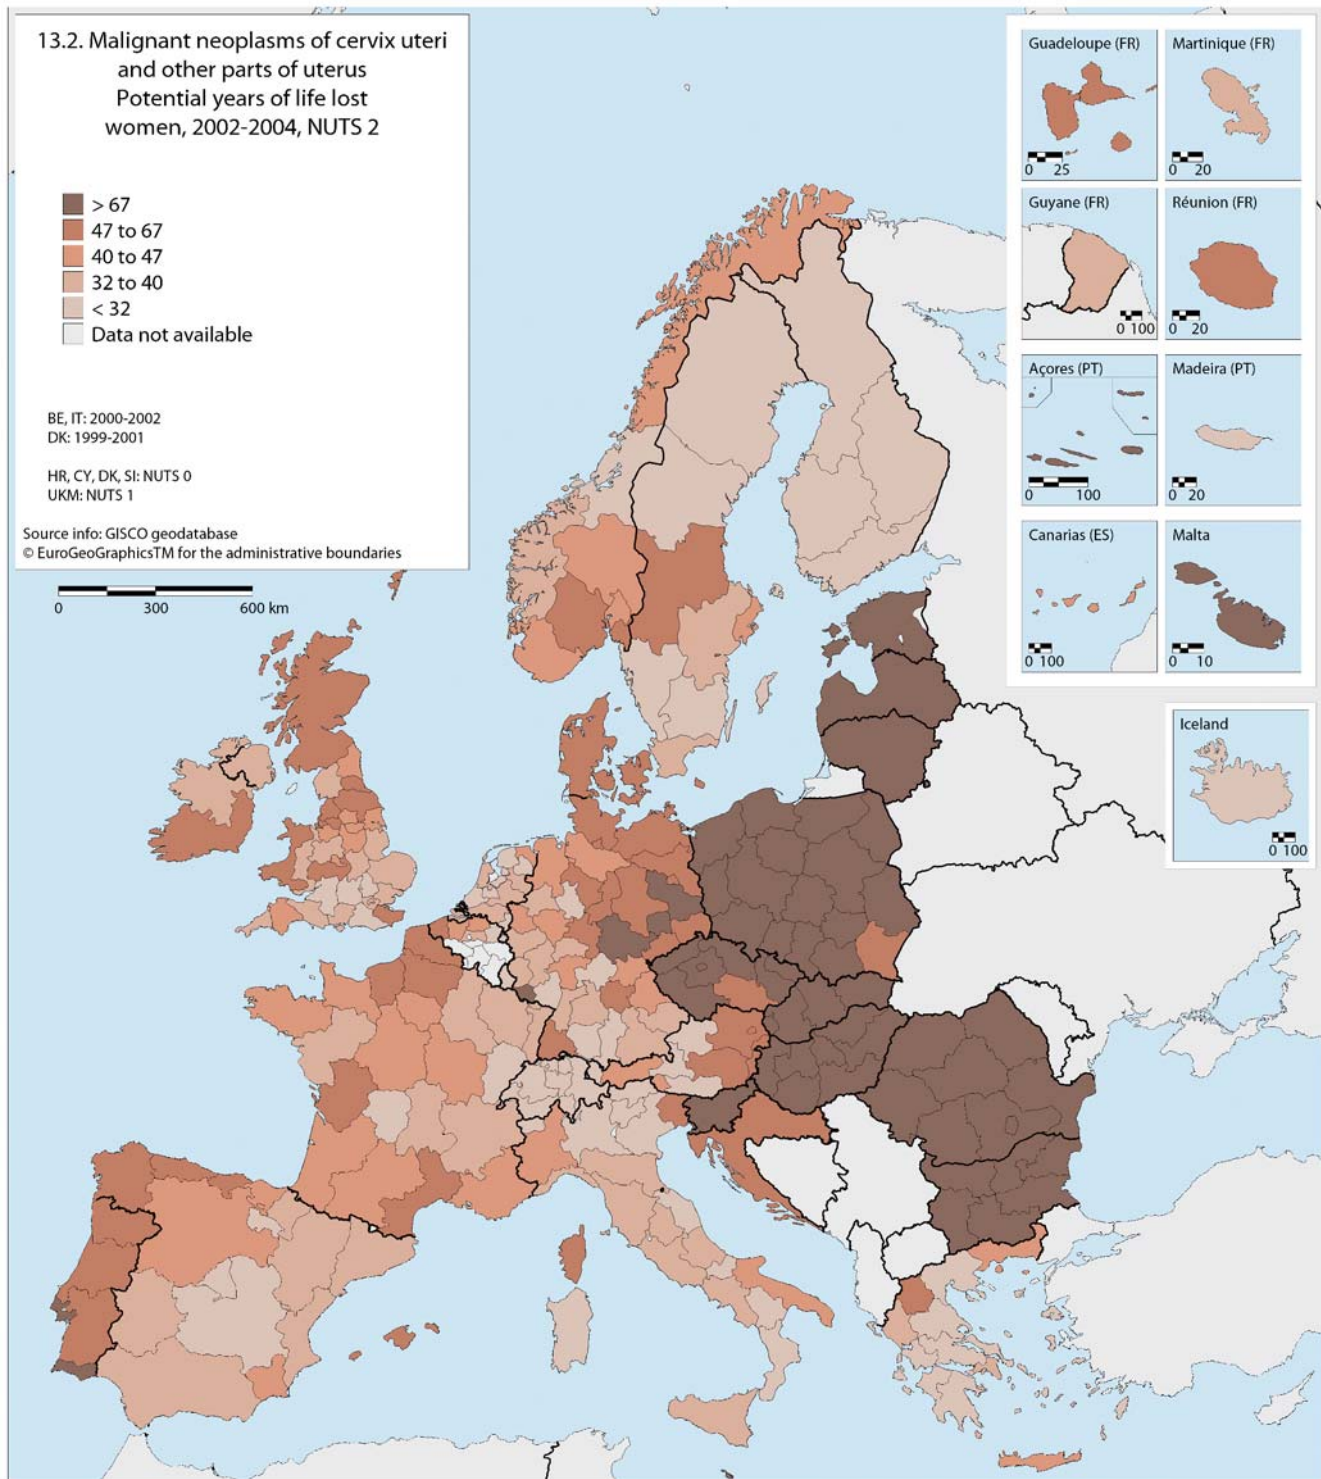 13.2. Malignant neoplasms of cervix uteri
and other parts of uterus
Potential years of life lost
women, 2002-2004, NUTS 2
> 67
47 to 67
40 to 47
32 to 40
< 32
Data not available
BE, IT: 2000-2002
DK: 1999-2001
HR, CY, DK, SI: NUTS 0
UKM: NUTS 1
Source info: GISCO geodatabase
© EuroGeoGraphicsTM for the administrative boundaries
0 300 600 km
Guadeloupe (FR)
0 25
Martinique (FR)
0 20
Guyane (FR)
0 100
Réunion (FR)
0 20
Açores (PT)
0 100
Madeira (PT)
0 20
Canarias (ES)
0 100
Malta
0 10
Iceland
0 100